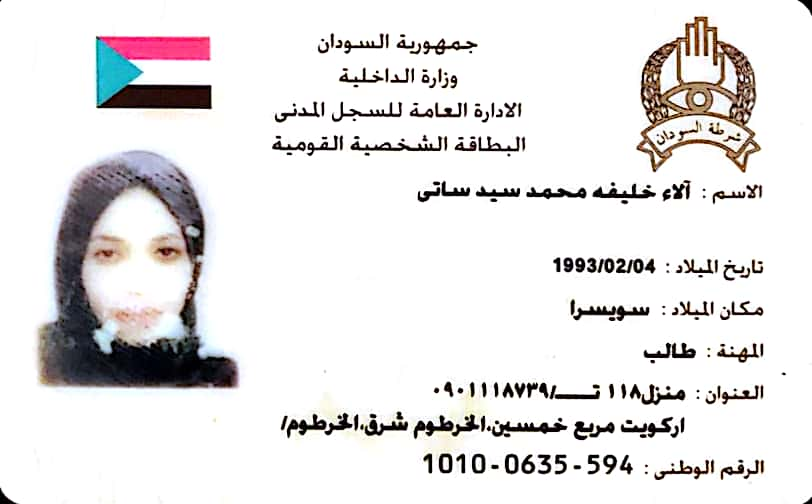 جمهورية السودان
وزارة الداخلية
الادارة العامة للسجل المدنى
البطاقة الشخصية القومية
شرطة السودان
الاسم : آلاء خليفه محمد سيد ساتى
تاريخ الميلاد : 1993/02/04
مكان الميلاد : سويسرا
المهنة : طالب
العنوان : منزل١١٨ تـــــ/٠٩٠١١١٨٧٣٩
اركويت مربع خمسين،الخرطوم شرق،الخرطوم/
الرقم الوطنى : 1010-0635-594